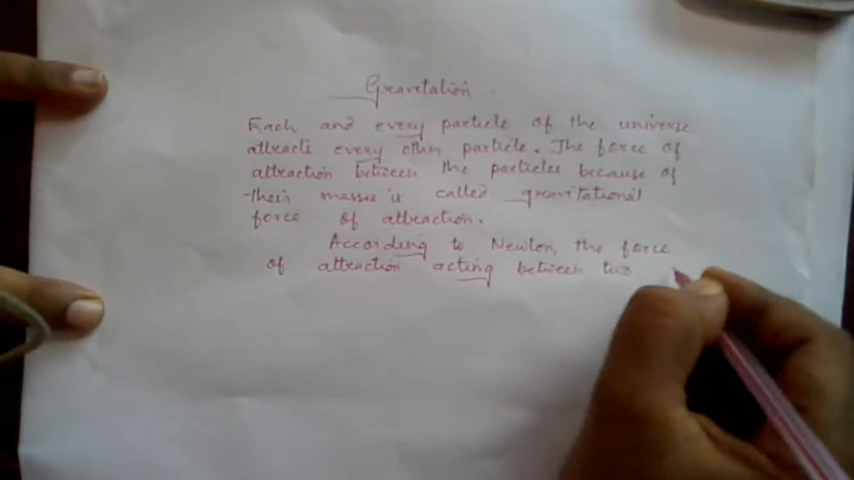 Gravitation
Each and every particle of the universe
attracts every other particle. The force of
attraction between the particles because of
their masses is called gravitational
force of attraction.
According to Newton, the force
of attraction acting between two